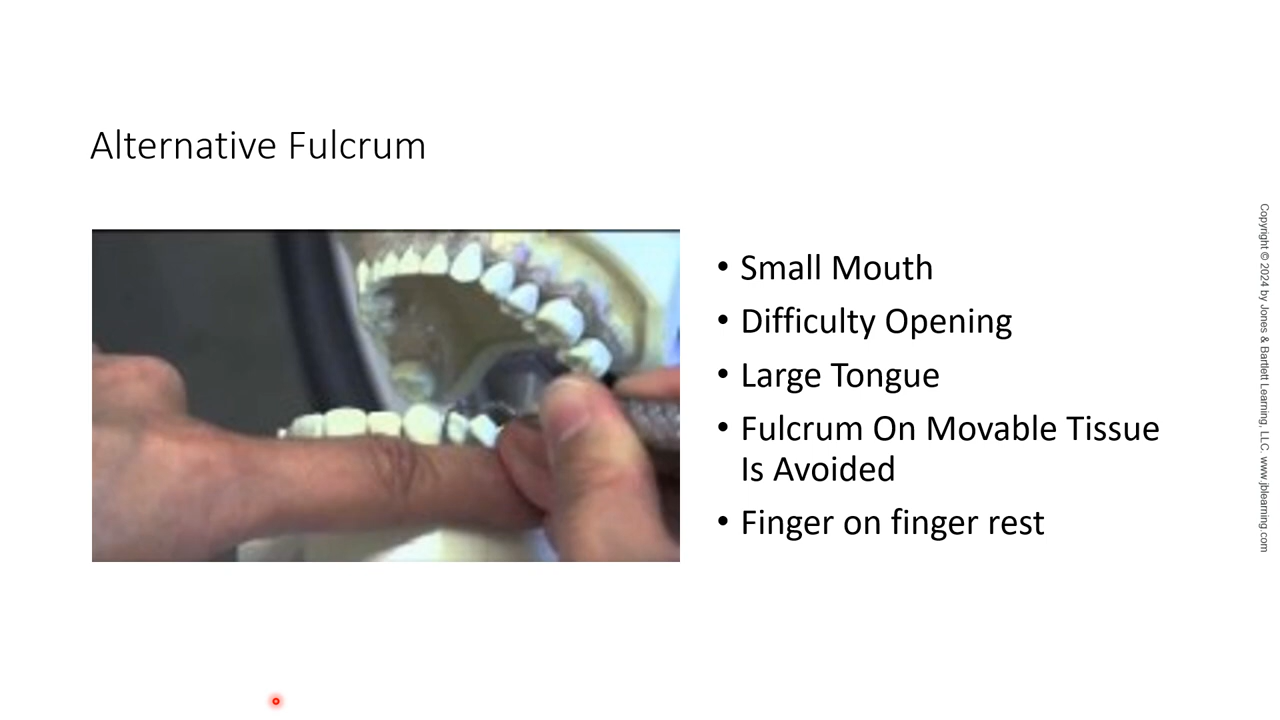 Alternative Fulcrum
• Small Mouth
• Difficulty Opening
• Large Tongue
• Fulcrum On Movable Tissue
Is Avoided
• Finger on finger rest
Copyright © 2024 by Jones & Bartlett Learning, LLC. www.jblearning.com